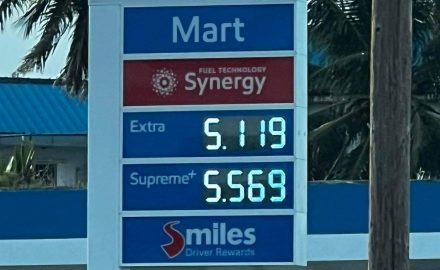 Mart
FUEL TECHNOLOGY
Synergy
Extra 5.119
Supreme+ 5.569
Smiles
Driver Rewards